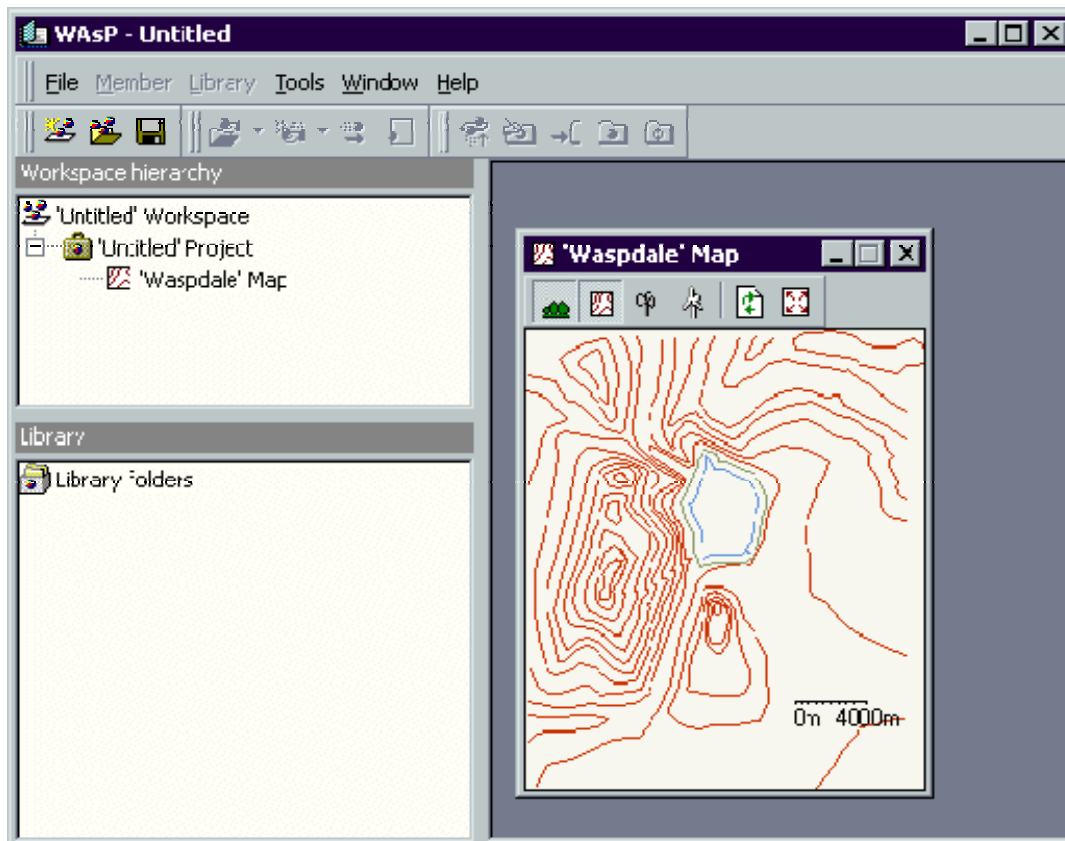 WAsP - Untitled
File Member Library Tools Window Help
Workspace hierarchy
'Untitled' Workspace
'Untitled' Project
'Waspdale' Map
Library
Library Folders
'Waspdale' Map
0m 4000m